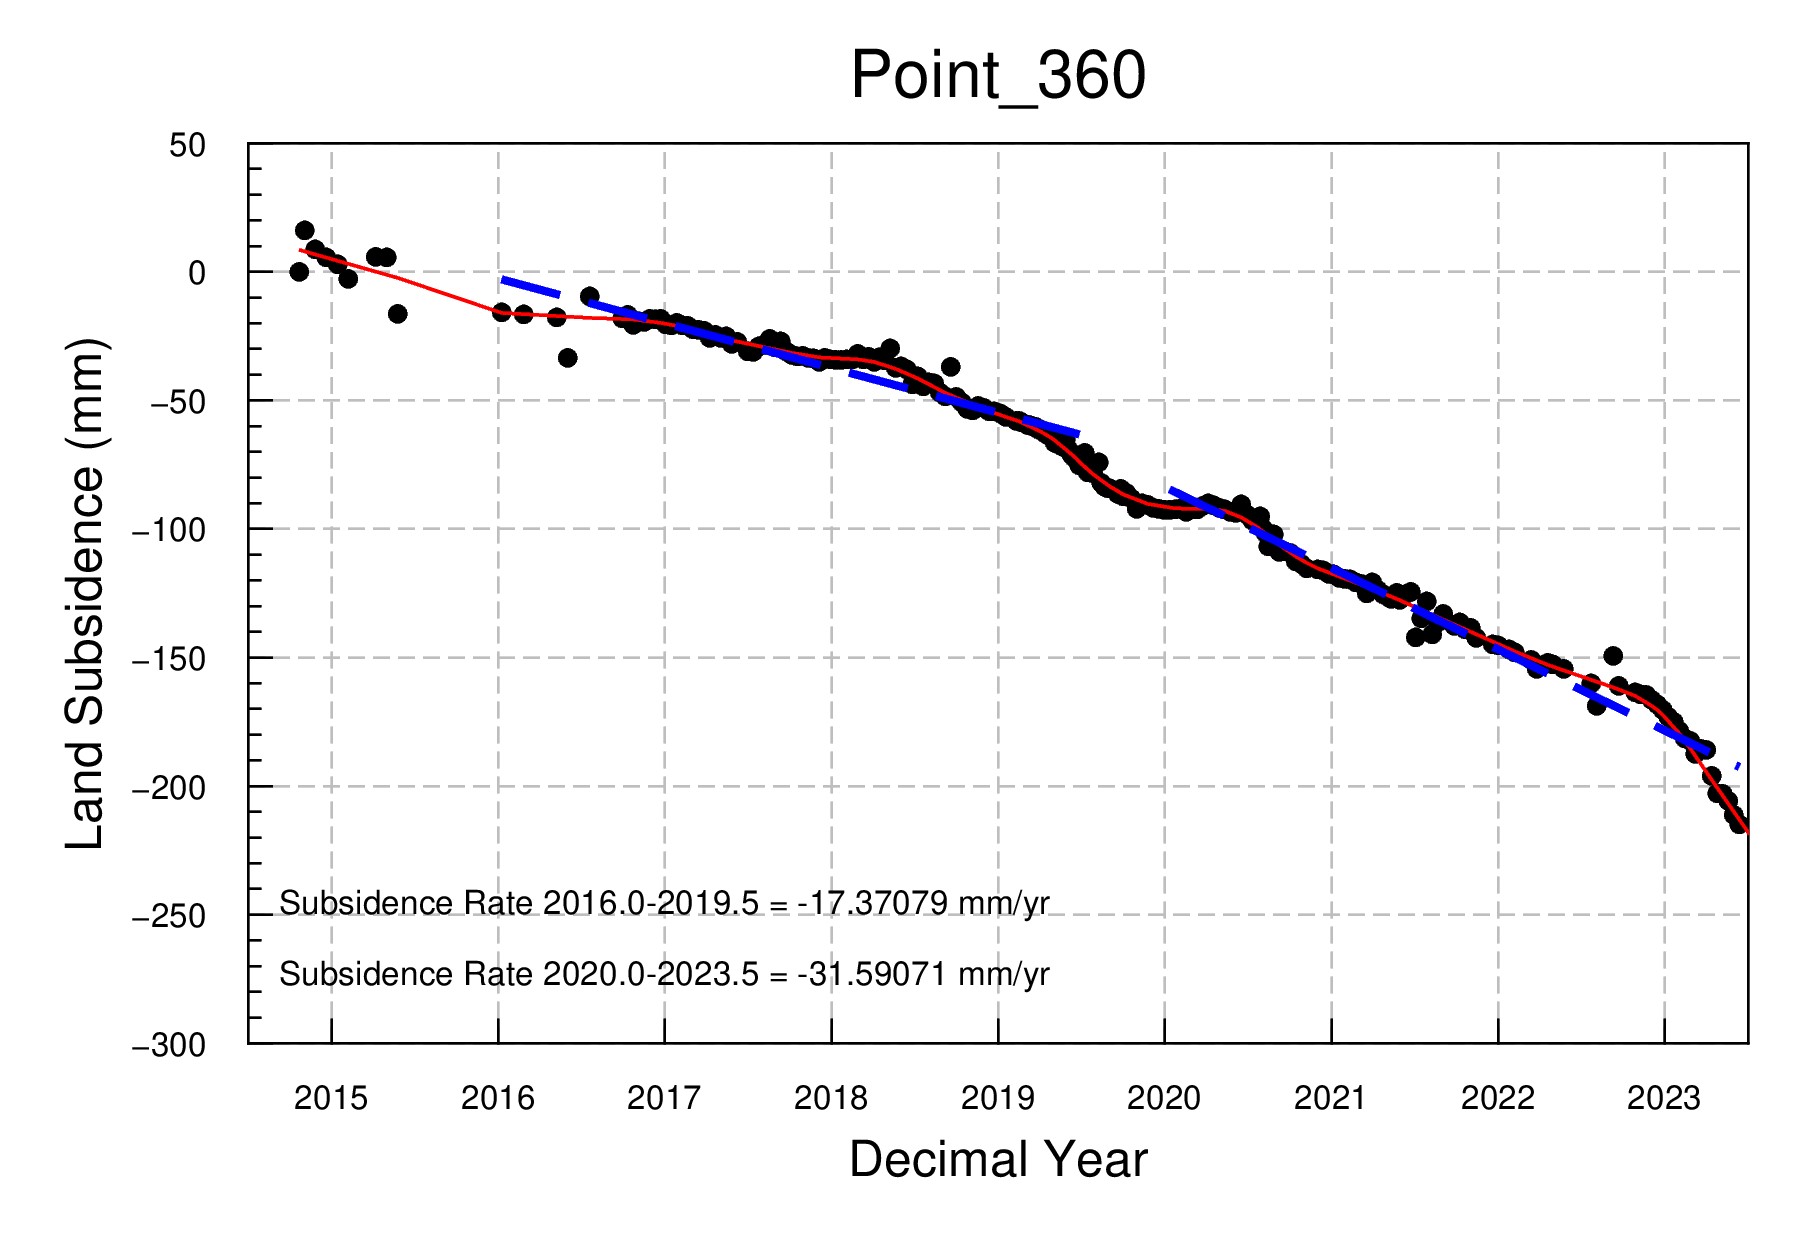 Point_360
50
0
−50
−100
−150
−200
−250
−300
Land Subsidence (mm)
Subsidence Rate 2016.0-2019.5 = -17.37079 mm/yr
Subsidence Rate 2020.0-2023.5 = -31.59071 mm/yr
2015 2016 2017 2018 2019 2020 2021 2022 2023
Decimal Year